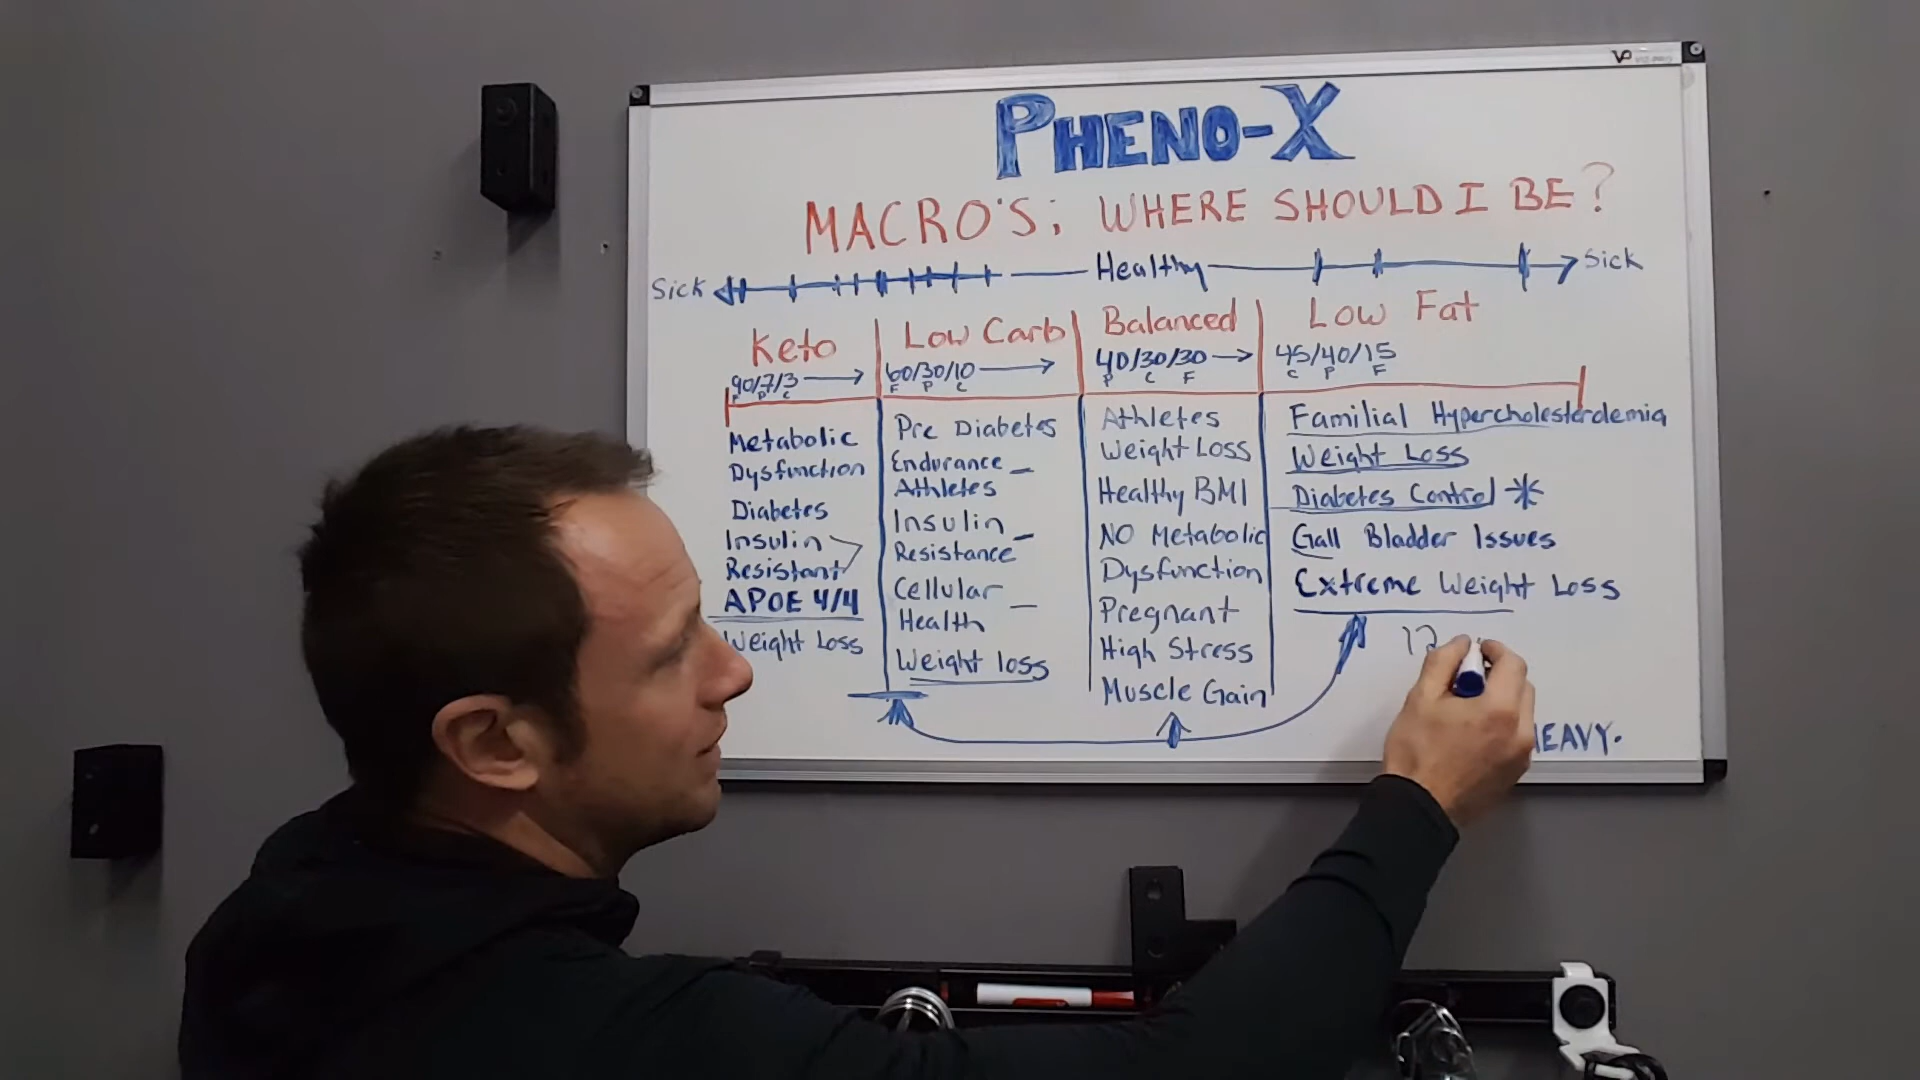 PHENO-X
MACRO'S: WHERE SHOULD I BE?
Sick Healthy Sick
Keto
90/7/3
F P C
Metabolic
Dysfunction
Diabetes
Insulin
Resistant
APOE 4/4
Weight Loss
Low Carb
60/30/10
F P C
Pre Diabetes
Endurance
Athletes
Insulin
Resistance
Cellular
Health
Weight loss
Balanced
40/30/30
P C F
Athletes
Weight Loss
Healthy BMI
NO Metabolic
Dysfunction
Pregnant
High Stress
Muscle Gain
Low Fat
45/40/15
C P F
Familial Hypercholesterolemia
Weight Loss
Diabetes Control *
Gall Bladder Issues
Extreme Weight Loss
12
HEAVY.